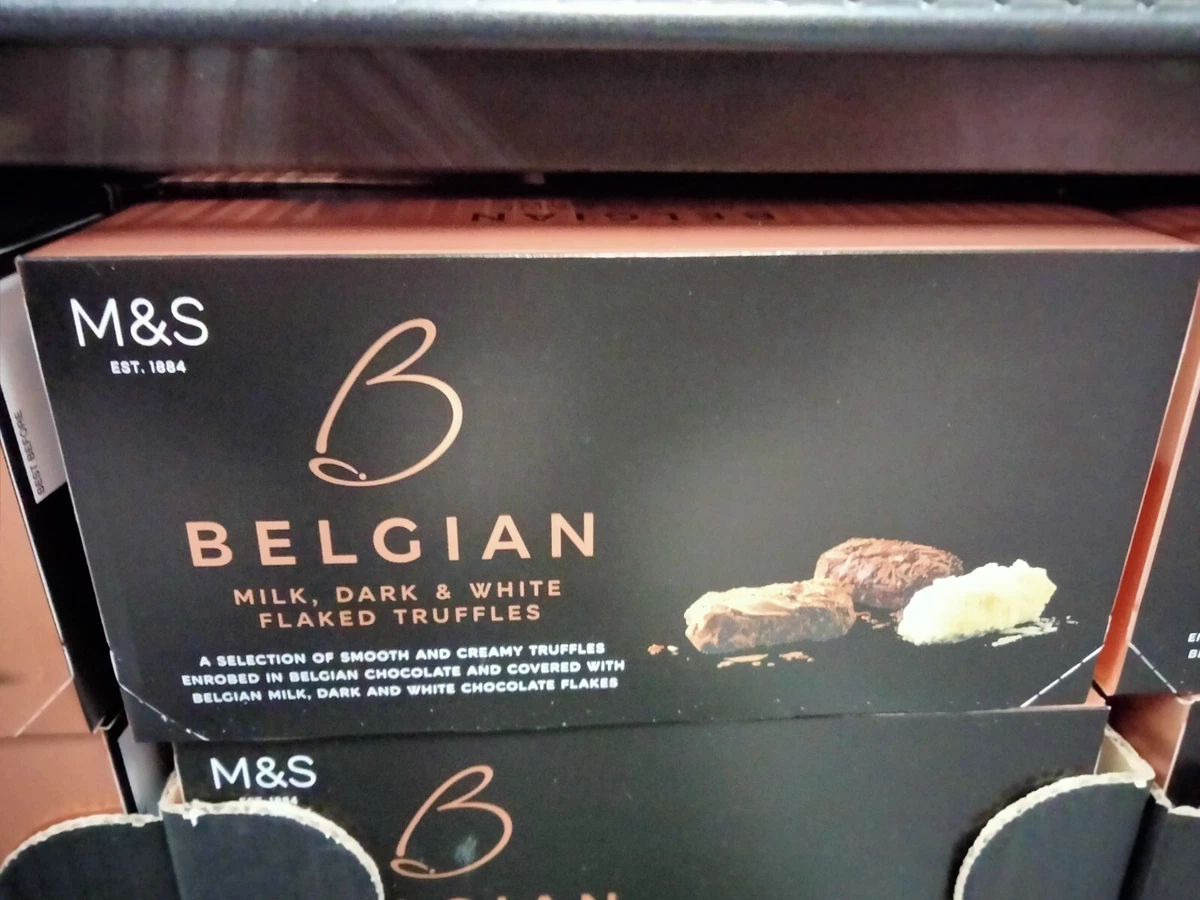 BELGIAN
M&S
EST. 1884
B
BELGIAN
MILK, DARK & WHITE
FLAKED TRUFFLES
A SELECTION OF SMOOTH AND CREAMY TRUFFLES
ENROBED IN BELGIAN CHOCOLATE AND COVERED WITH
BELGIAN MILK, DARK AND WHITE CHOCOLATE FLAKES
BEST BEFORE
M&S
B